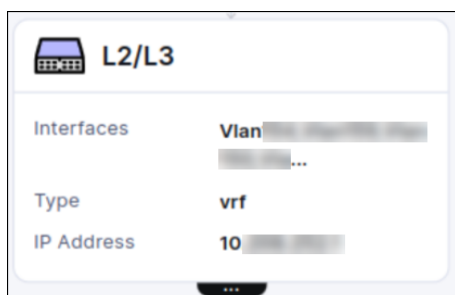 L2/L3
Interfaces Vlan
...
Type vrf
IP Address 10
...